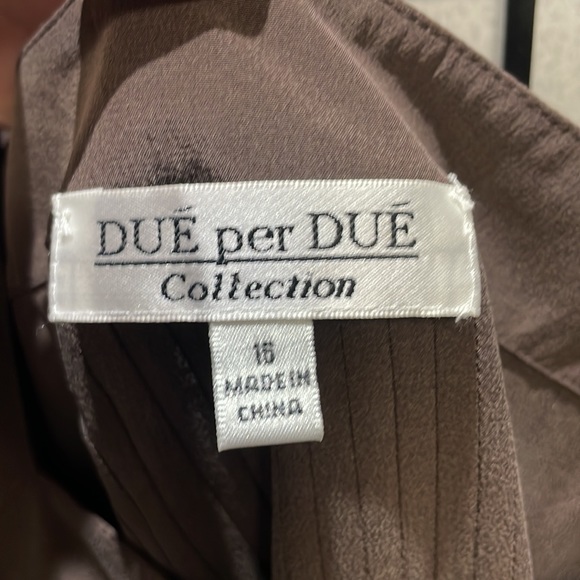 DUÉ per DUÉ
Collection
16
MADE IN
CHINA